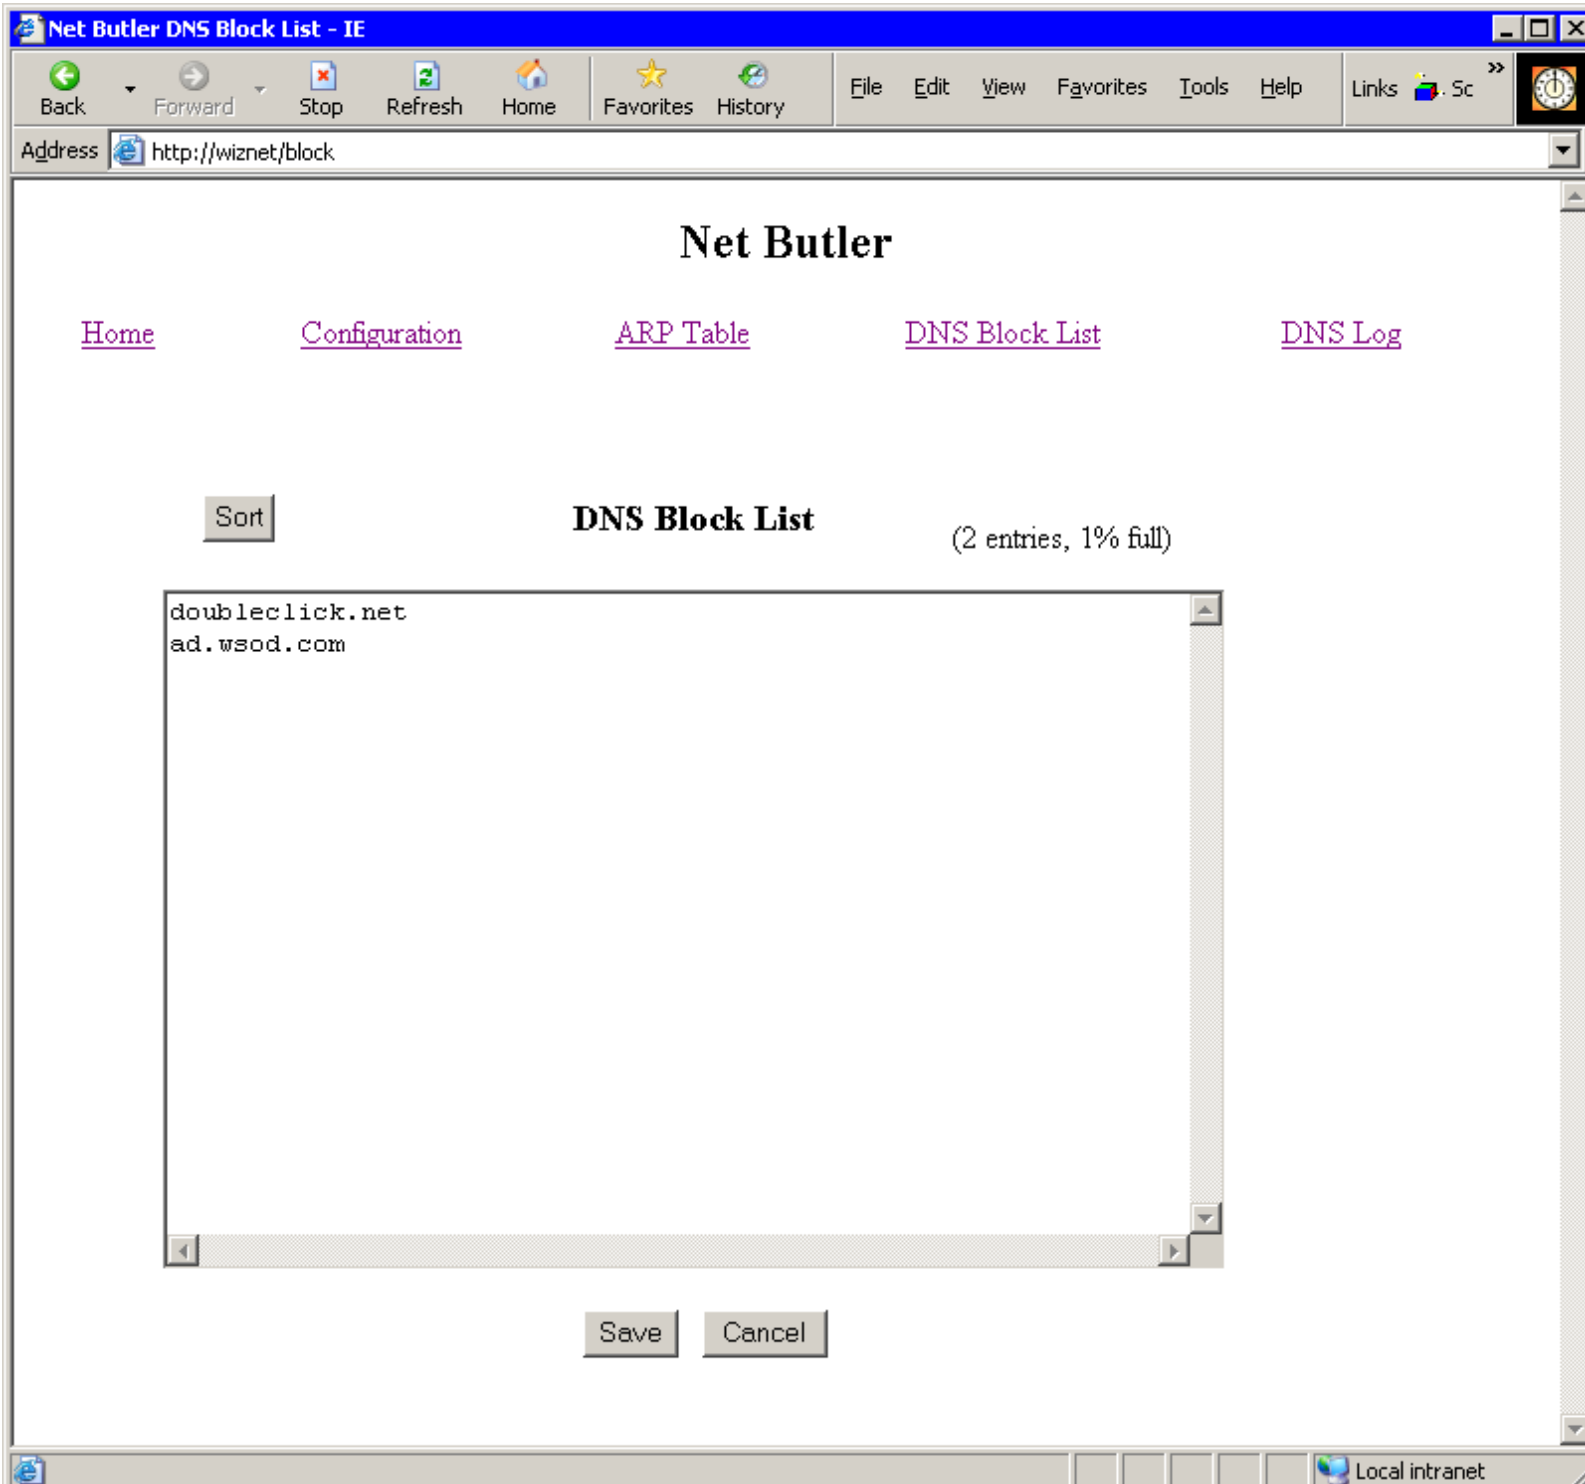 Net Butler DNS Block List - IE
Back Forward Stop Refresh Home Favorites History File Edit View Favorites Tools Help Links Sc »
Address http://wiznet/block
Net Butler
Home Configuration ARP Table DNS Block List DNS Log
Sort DNS Block List (2 entries, 1% full)
doubleclick.net
ad.wsod.com
Save Cancel
Local intranet